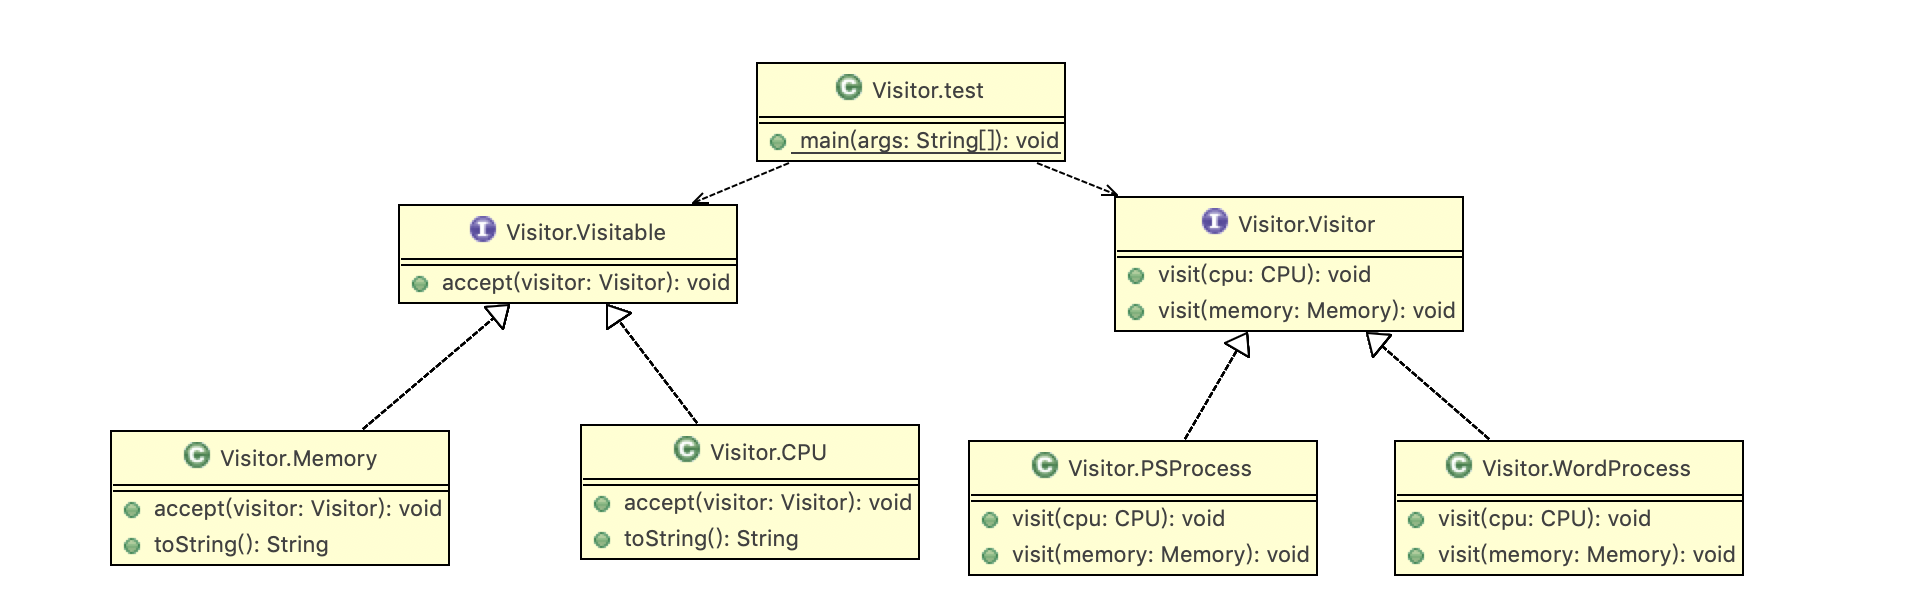 C Visitor.test
main(args: String[]): void
I Visitor.Visitable
accept(visitor: Visitor): void
I Visitor.Visitor
visit(cpu: CPU): void
visit(memory: Memory): void
C Visitor.Memory
accept(visitor: Visitor): void
toString(): String
C Visitor.CPU
accept(visitor: Visitor): void
toString(): String
C Visitor.PSProcess
visit(cpu: CPU): void
visit(memory: Memory): void
C Visitor.WordProcess
visit(cpu: CPU): void
visit(memory: Memory): void